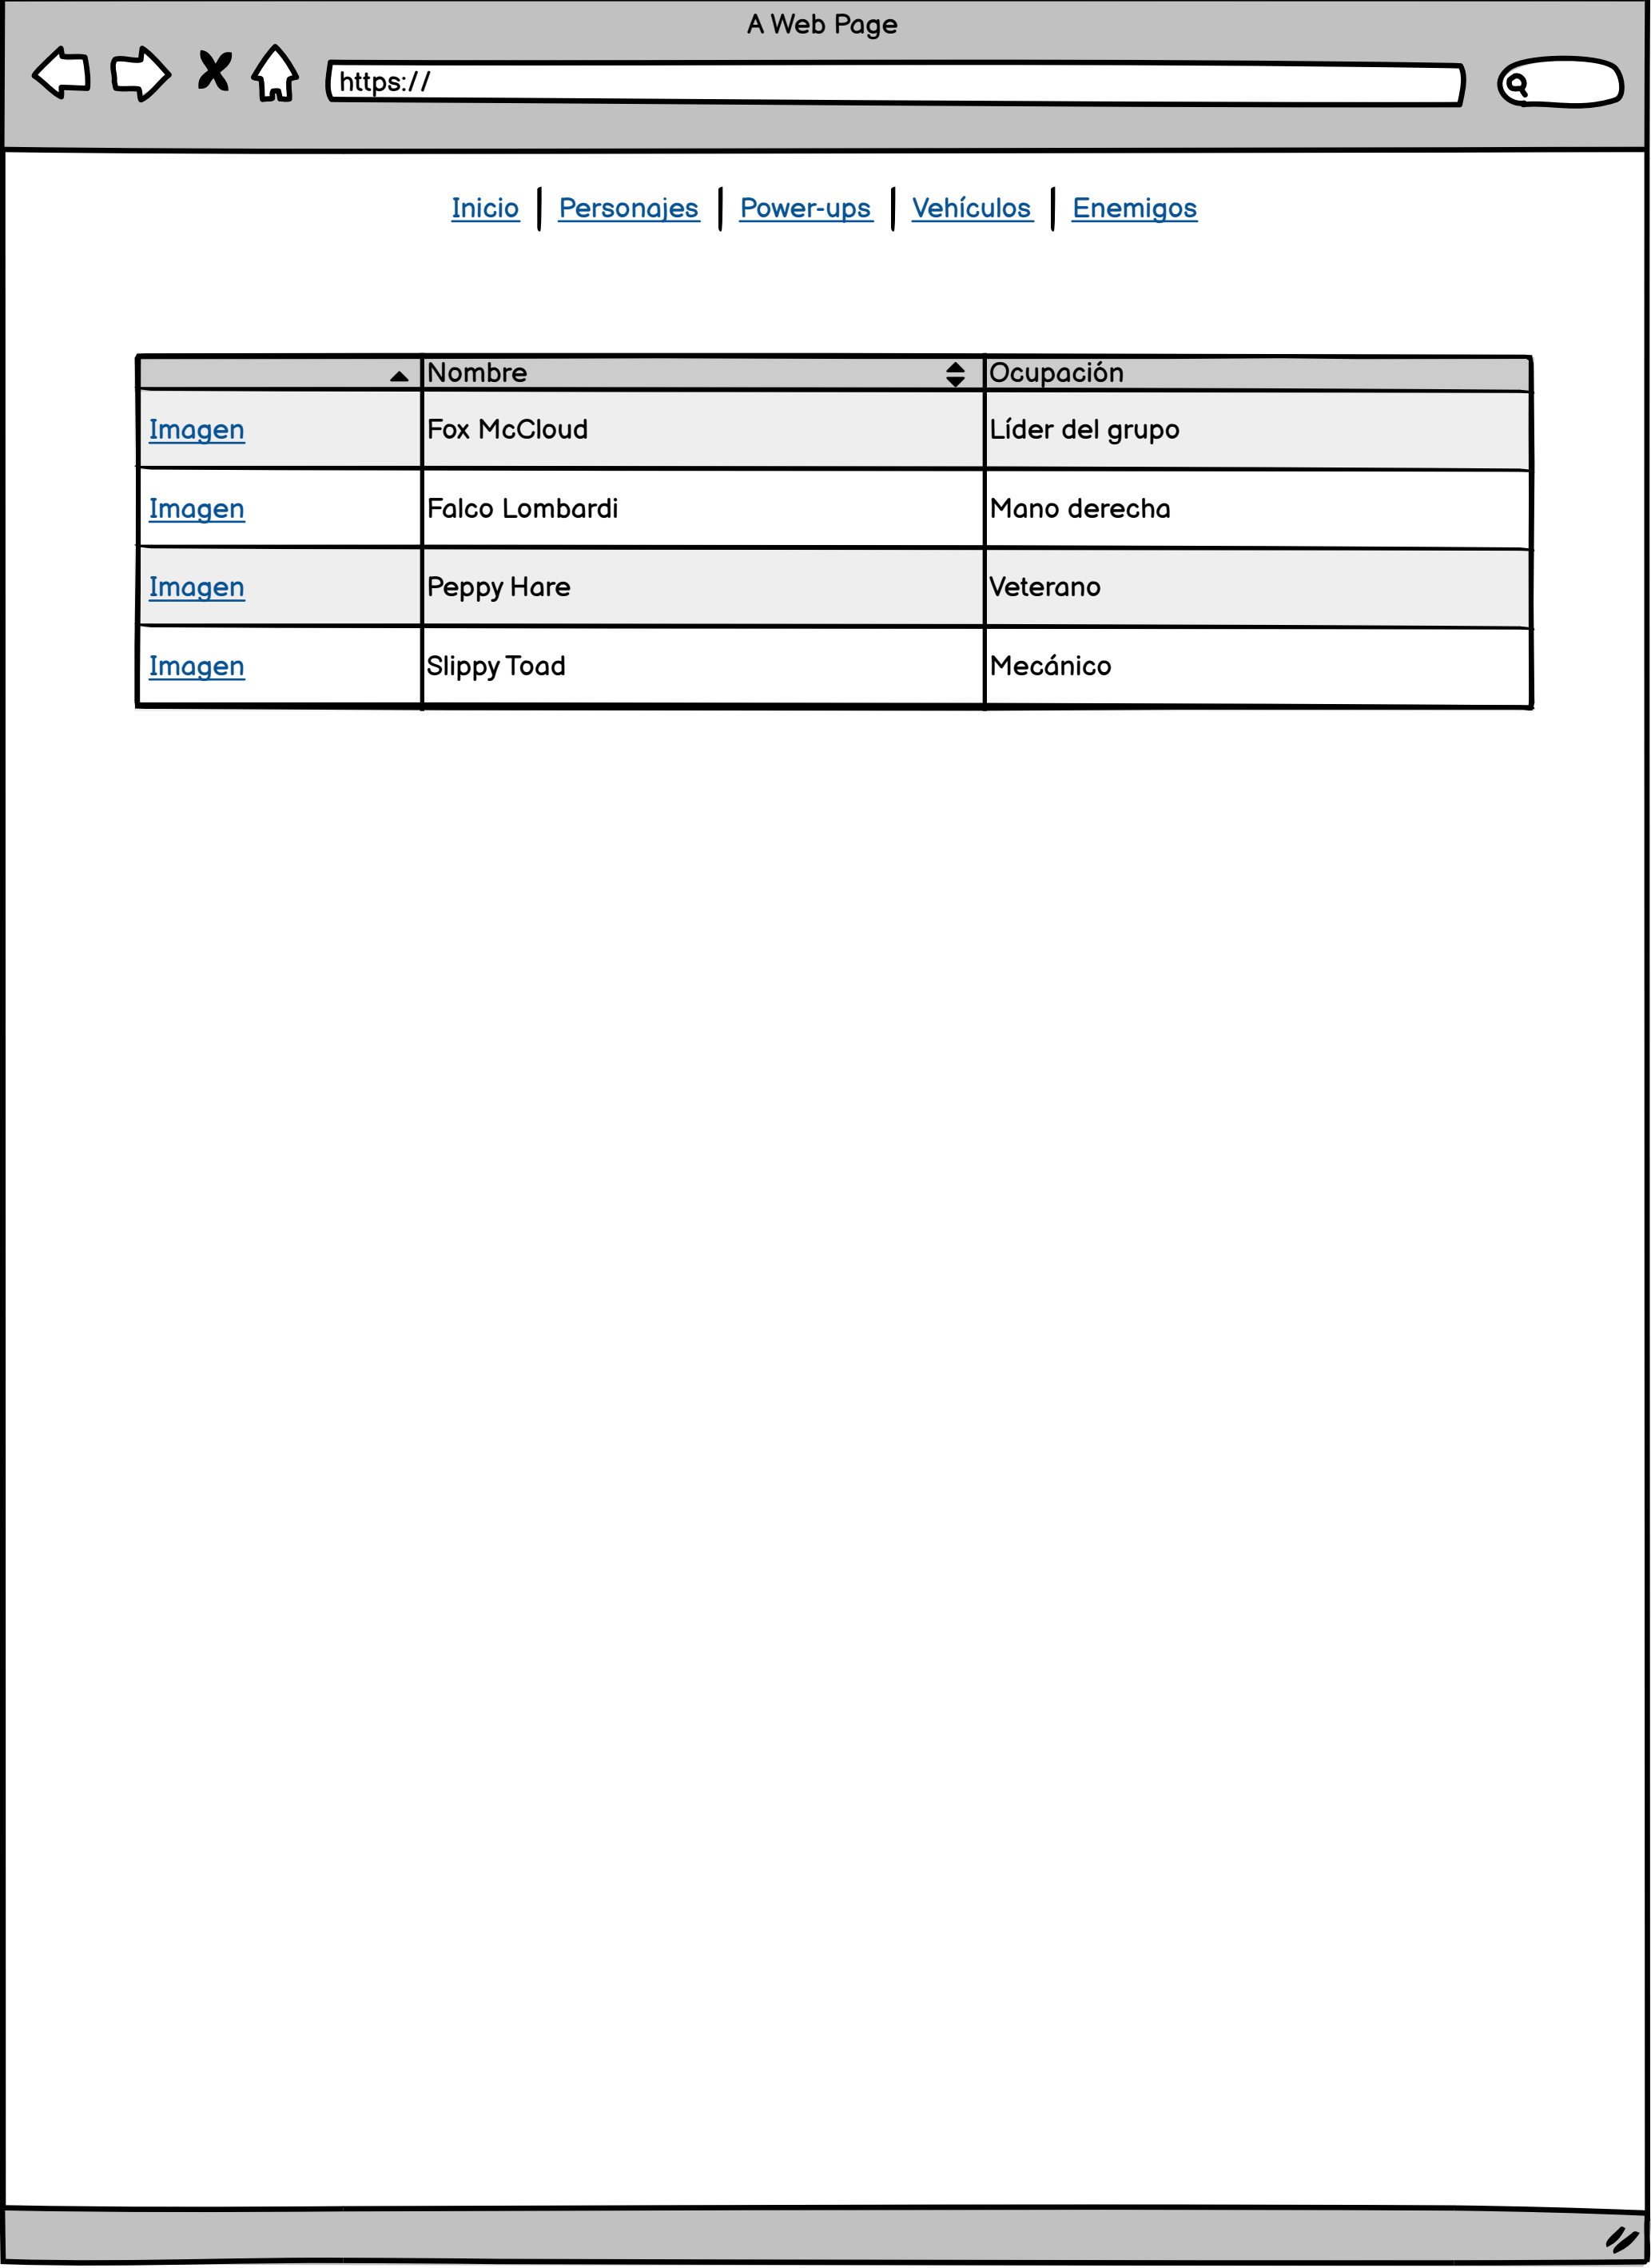 A Web Page
https://
Inicio Personajes Power-ups Vehículos Enemigos
Nombre Ocupación
Imagen Fox McCloud Líder del grupo
Imagen Falco Lombardi Mano derecha
Imagen Peppy Hare Veterano
Imagen Slippy Toad Mecánico